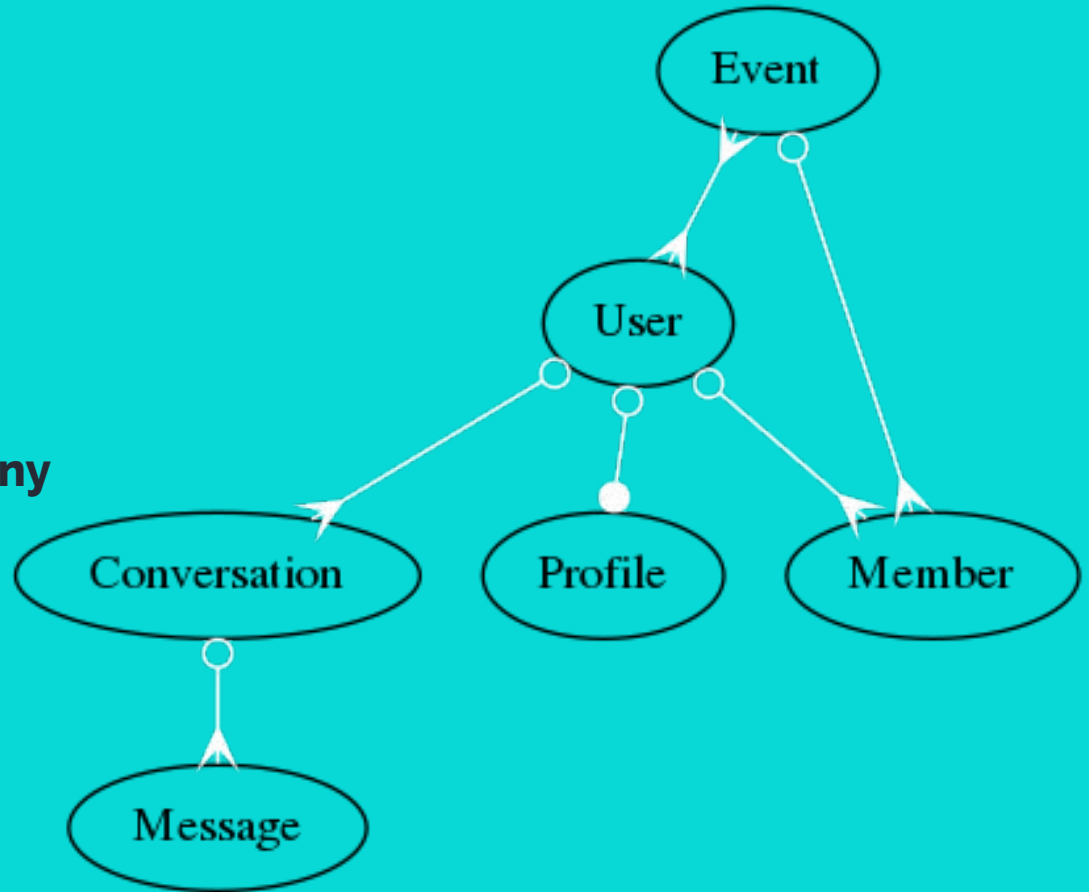 Event
User
ny
Conversation
Profile
Member
Message